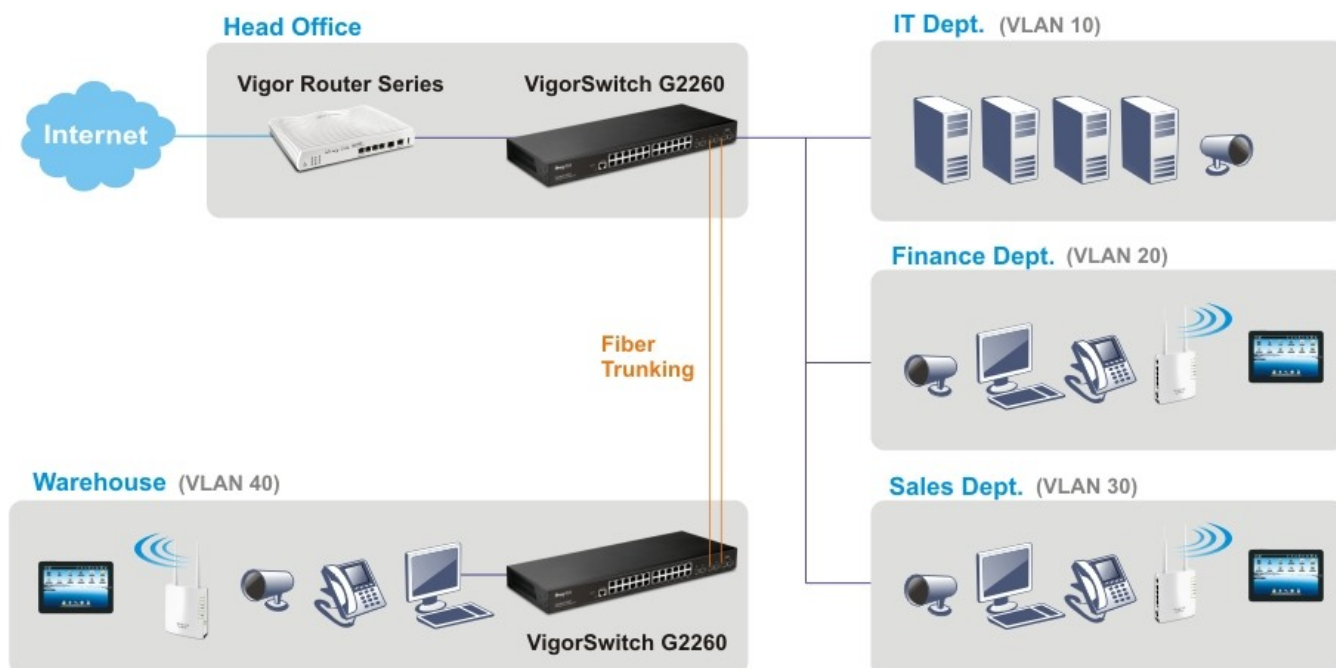 Head Office
IT Dept. (VLAN 10)
Vigor Router Series
VigorSwitch G2260
Internet
Finance Dept. (VLAN 20)
Fiber
Trunking
Warehouse (VLAN 40)
Sales Dept. (VLAN 30)
VigorSwitch G2260